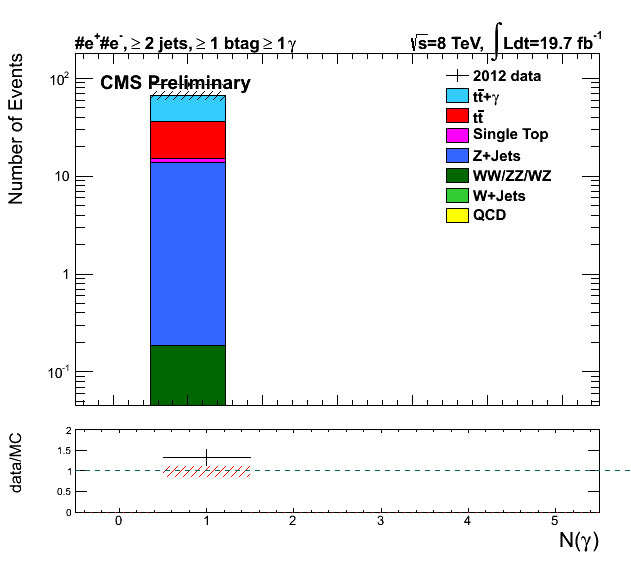 #e⁺#e⁻, ≥ 2 jets, ≥ 1 btag ≥ 1 γ
√s=8 TeV, ∫Ldt=19.7 fb⁻¹
CMS Preliminary
2012 data
tt̄+γ
tt̄
Single Top
Z+Jets
WW/ZZ/WZ
W+Jets
QCD
Number of Events
10²
10
1
10⁻¹
data/MC
2
1.5
1
0.5
0
0 1 2 3 4 5
N(γ)